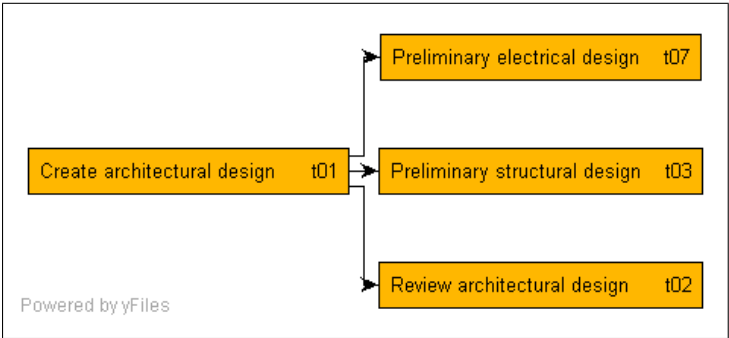 Preliminary electrical design t07
Create architectural design t01
Preliminary structural design t03
Review architectural design t02
Powered by yFiles